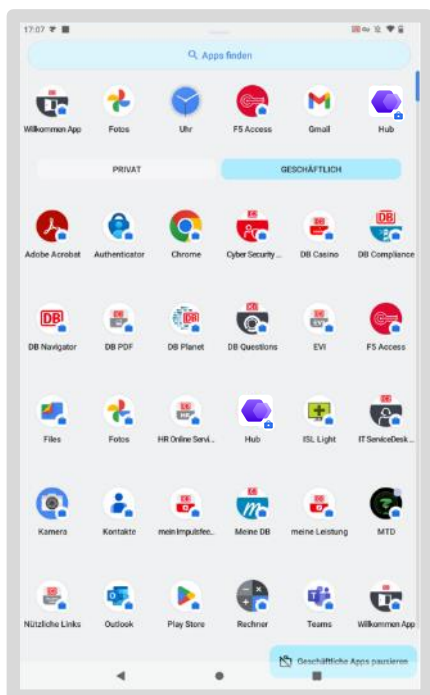 17:07
Apps finden
Willkommen App Fotos Uhr F5 Access Gmail Hub
PRIVAT GESCHÄFTLICH
Adobe Acrobat Authenticator Chrome Cyber Security ... DB Casino DB Compliance
DB Navigator DB PDF DB Planet DB Questions EVI F5 Access
Files Fotos HR Online Servi... Hub ISL Light IT ServiceDesk...
Kamera Kontakte mein Impulsfee... Meine DB meine Leistung MTD
Nützliche Links Outlook Play Store Rechner Teams Willkommen App
Geschäftliche Apps pausieren